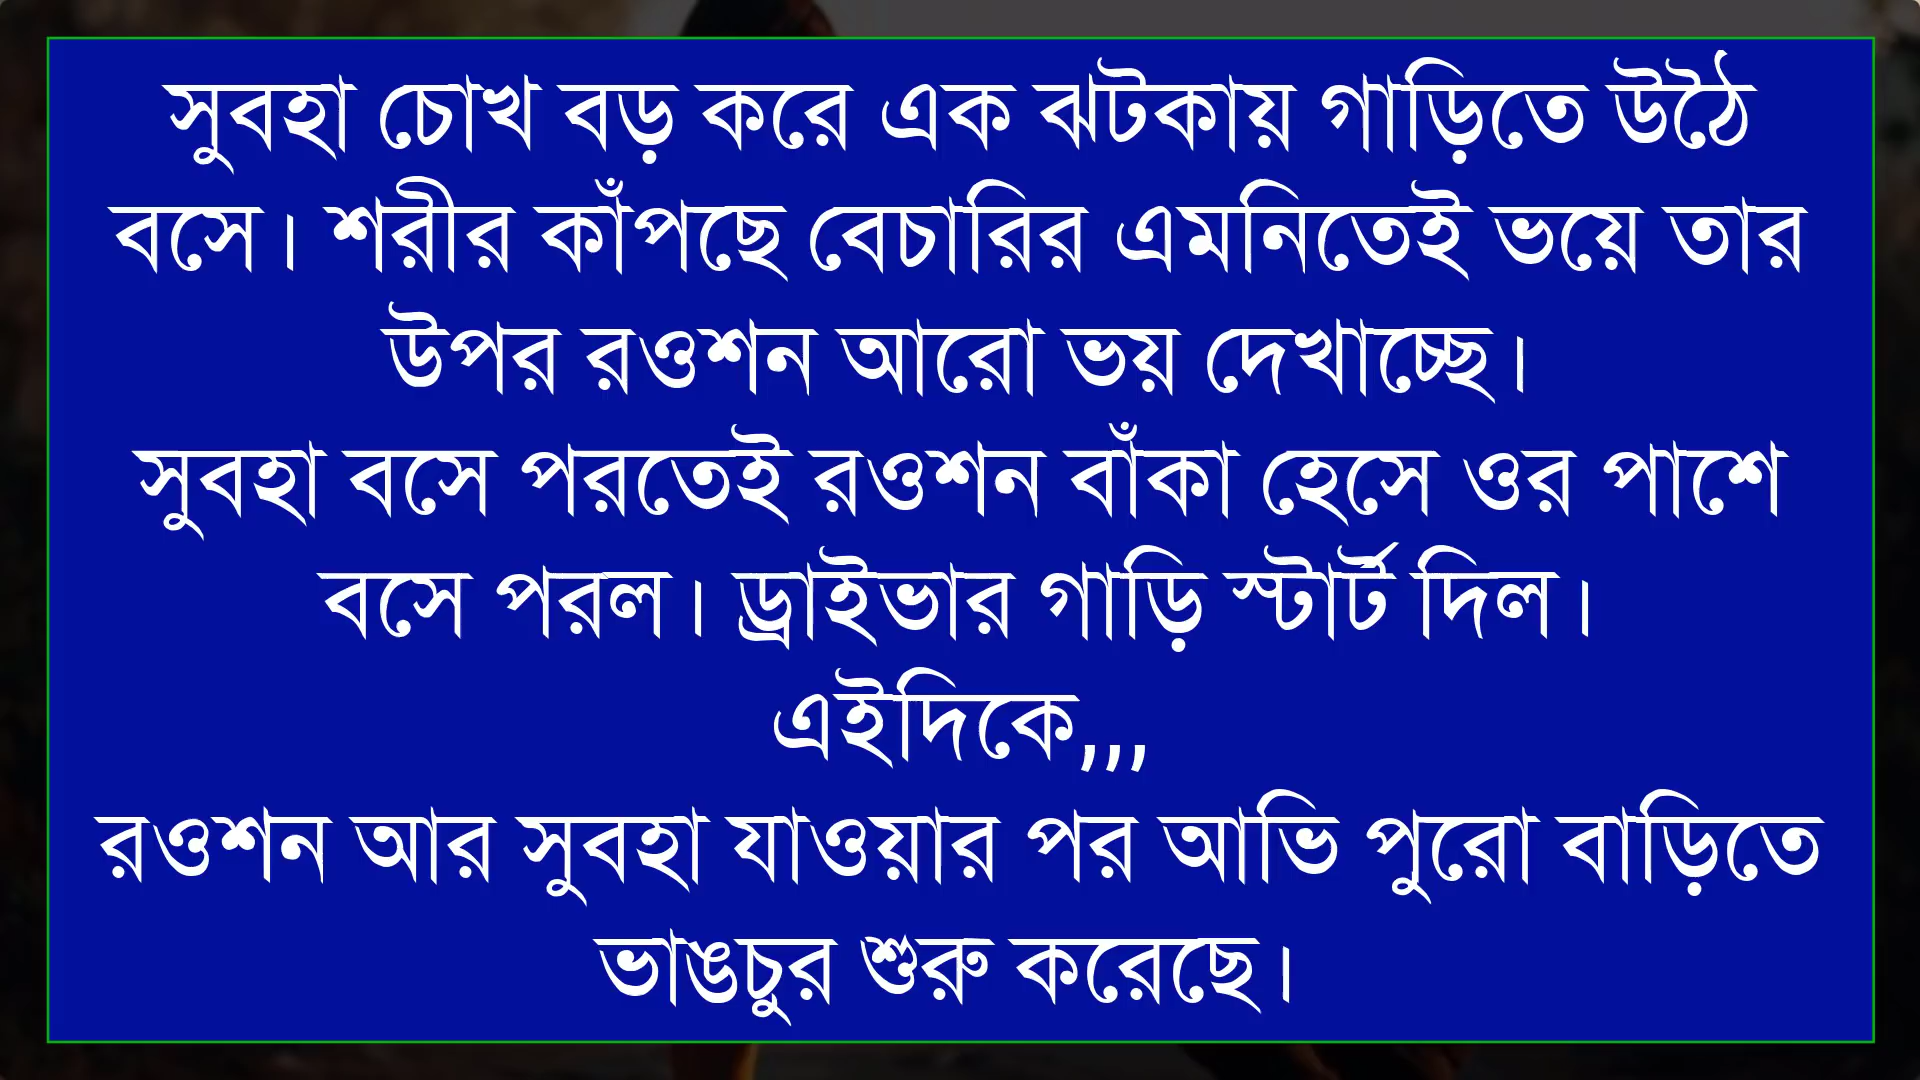 সুবহা চোখ বড় করে এক ঝটকায় গাড়িতে উঠৈ
বসে। শরীর কাঁপছে বেচারির এমনিতেই ভয়ে তার
উপর রওশন আরো ভয় দেখাচ্ছে।
সুবহা বসে পরতেই রওশন বাঁকা হেসে ওর পাশে
বসে পরল। ড্রাইভার গাড়ি স্টার্ট দিল।
এইদিকে,,,
রওশন আর সুবহা যাওয়ার পর আভি পুরো বাড়িতে
ভাঙচুর শুরু করেছে।